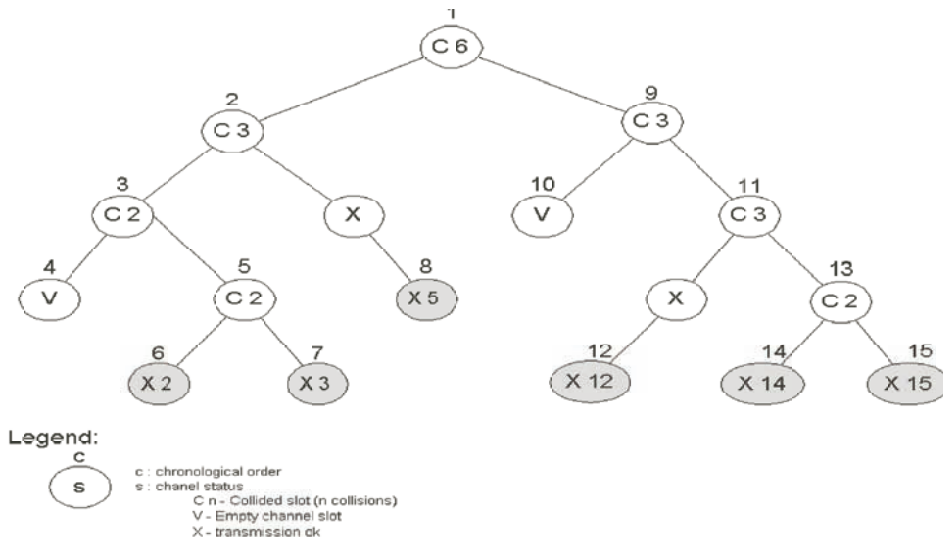 1
C 6
2
9
C 3
C 3
3
10
11
C 2
X
V
C 3
4
5
8
13
V
C 2
X 5
X
C 2
6
7
12
14
15
X 2
X 3
X 12
X 14
X 15
Legend:
c
s
c : chronological order
s : chanel status
C n - Collided slot (n collisions)
V - Empty channel slot
X - transmission ok